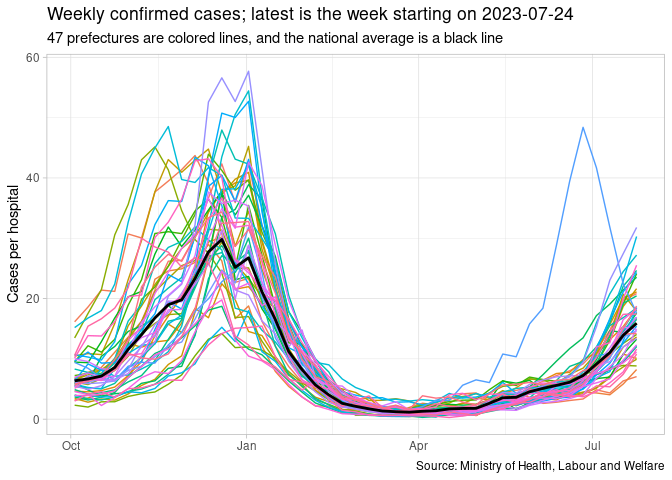 Weekly confirmed cases; latest is the week starting on 2023-07-24
47 prefectures are colored lines, and the national average is a black line
Cases per hospital
60
40
20
0
Oct
Jan
Apr
Jul
Source: Ministry of Health, Labour and Welfare